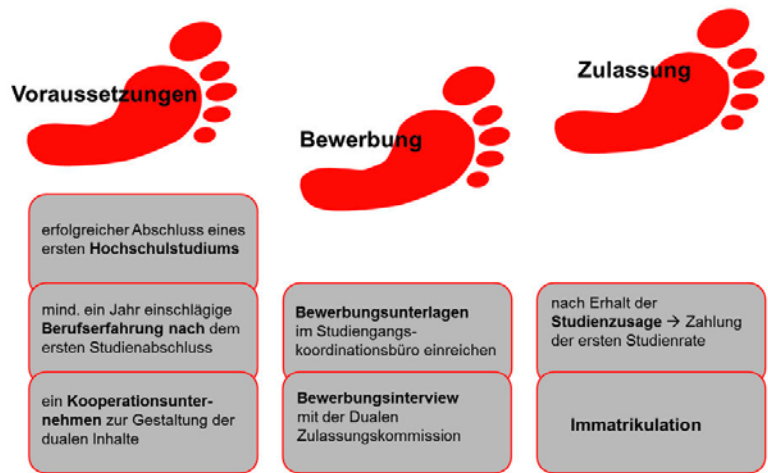 Voraussetzungen
erfolgreicher Abschluss eines
ersten Hochschulstudiums
mind. ein Jahr einschlägige
Berufserfahrung nach dem
ersten Studienabschluss
ein Kooperationsunter-
nehmen zur Gestaltung der
dualen Inhalte
Bewerbung
Bewerbungsunterlagen
im Studiengangs-
koordinationsbüro einreichen
Bewerbungsinterview
mit der Dualen
Zulassungskommission
Zulassung
nach Erhalt der
Studienzusage → Zahlung
der ersten Studienrate
Immatrikulation